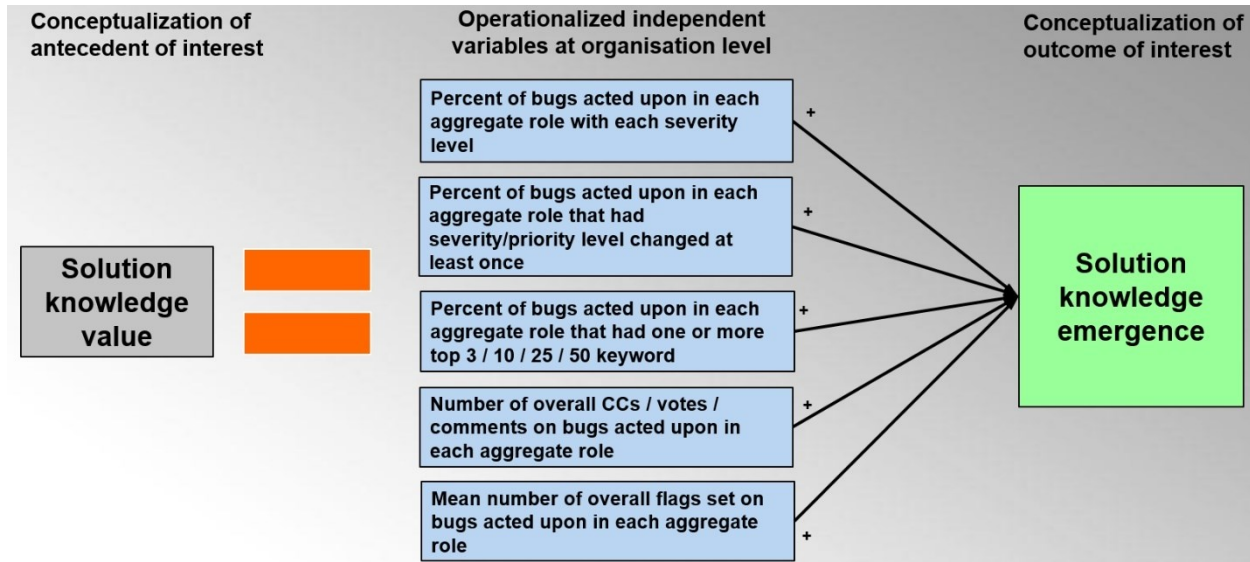 Conceptualization of
antecedent of interest
Operationalized independent
variables at organisation level
Conceptualization of
outcome of interest
Solution
knowledge
value
Percent of bugs acted upon in each
aggregate role with each severity
level
+
Percent of bugs acted upon in each
aggregate role that had
severity/priority level changed at
least once
+
Percent of bugs acted upon in each
aggregate role that had one or more
top 3 / 10 / 25 / 50 keyword
+
Number of overall CCs / votes /
comments on bugs acted upon in
each aggregate role
+
Mean number of overall flags set on
bugs acted upon in each aggregate
role
+
Solution
knowledge
emergence